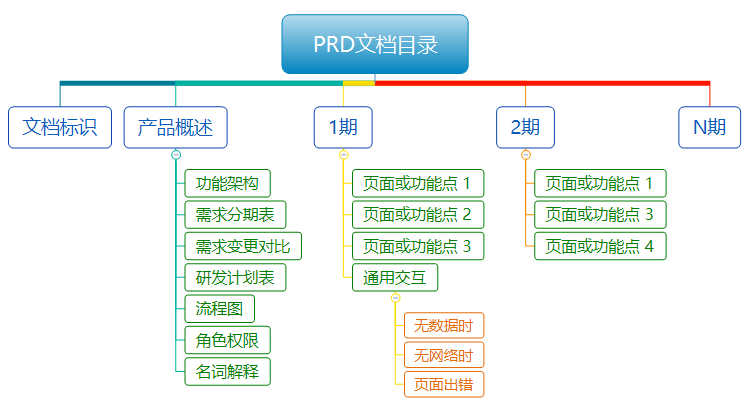 PRD文档目录
文档标识
产品概述
功能架构
需求分期表
需求变更对比
研发计划表
流程图
角色权限
名词解释
1期
页面或功能点 1
页面或功能点 2
页面或功能点 3
通用交互
无数据时
无网络时
页面出错
2期
页面或功能点 1
页面或功能点 3
页面或功能点 4
N期